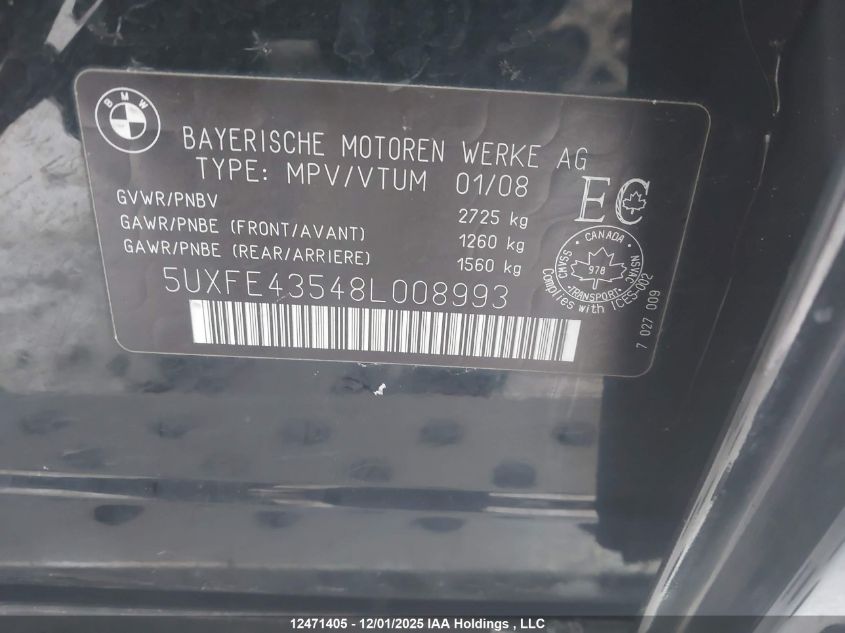 BMW
BAYERISCHE MOTOREN WERKE AG
TYPE: MPV/VTUM 01/08
GVWR/PNBV 2725 kg
GAWR/PNBE (FRONT/AVANT) 1260 kg
GAWR/PNBE (REAR/ARRIERE) 1560 kg
5UXFE43548L008993
EC
CANADA
CMVSS 978 NSVAC
TRANSPORT
Complies with ICES-002
7 027 009
12471405 - 12/01/2025 IAA Holdings , LLC